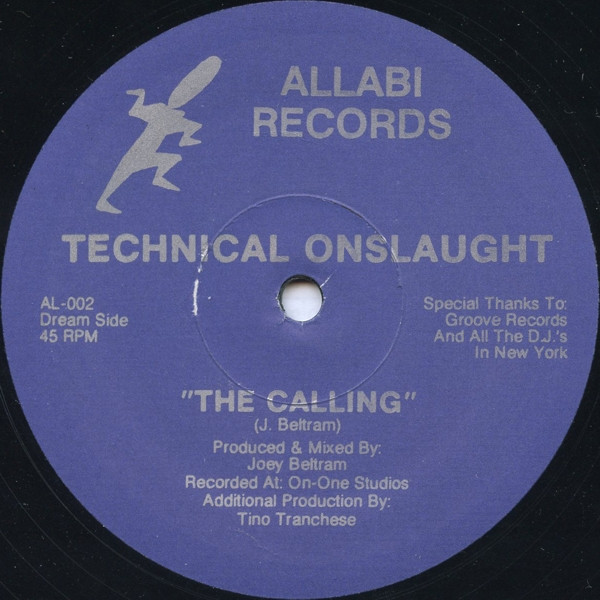 ALLABI
RECORDS
TECHNICAL ONSLAUGHT
AL-002
Dream Side
45 RPM
Special Thanks To:
Groove Records
And All The D.J.'s
In New York
"THE CALLING"
(J. Beltram)
Produced & Mixed By:
Joey Beltram
Recorded At: On-One Studios
Additional Production By:
Tino Tranchese